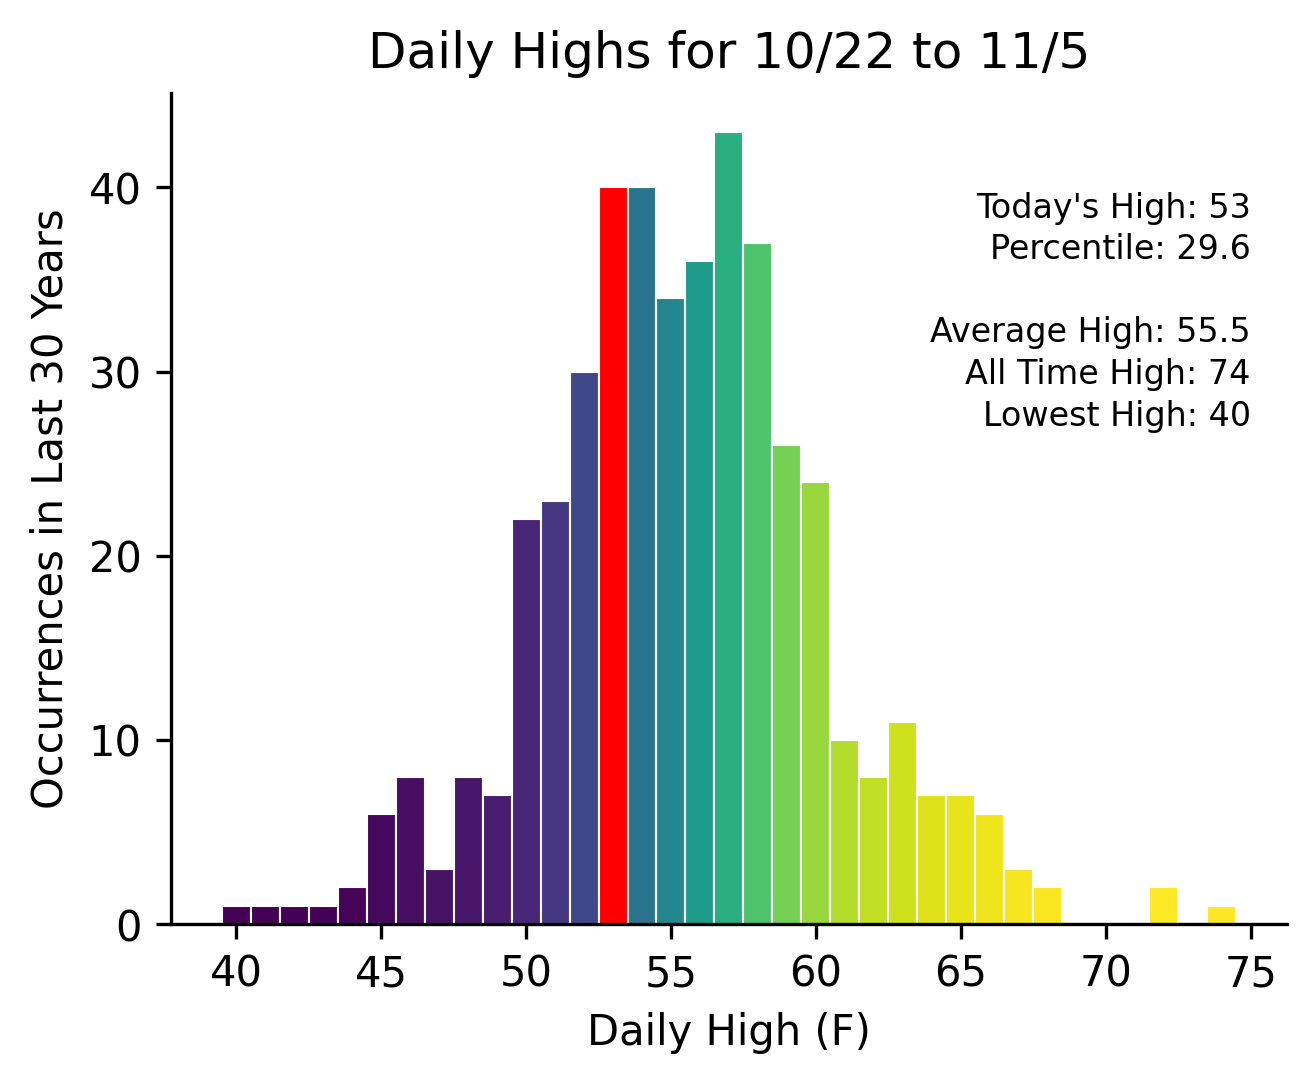 Daily Highs for 10/22 to 11/5
Occurrences in Last 30 Years
40
30
20
10
0
Today's High: 53
Percentile: 29.6
Average High: 55.5
All Time High: 74
Lowest High: 40
40 45 50 55 60 65 70 75
Daily High (F)